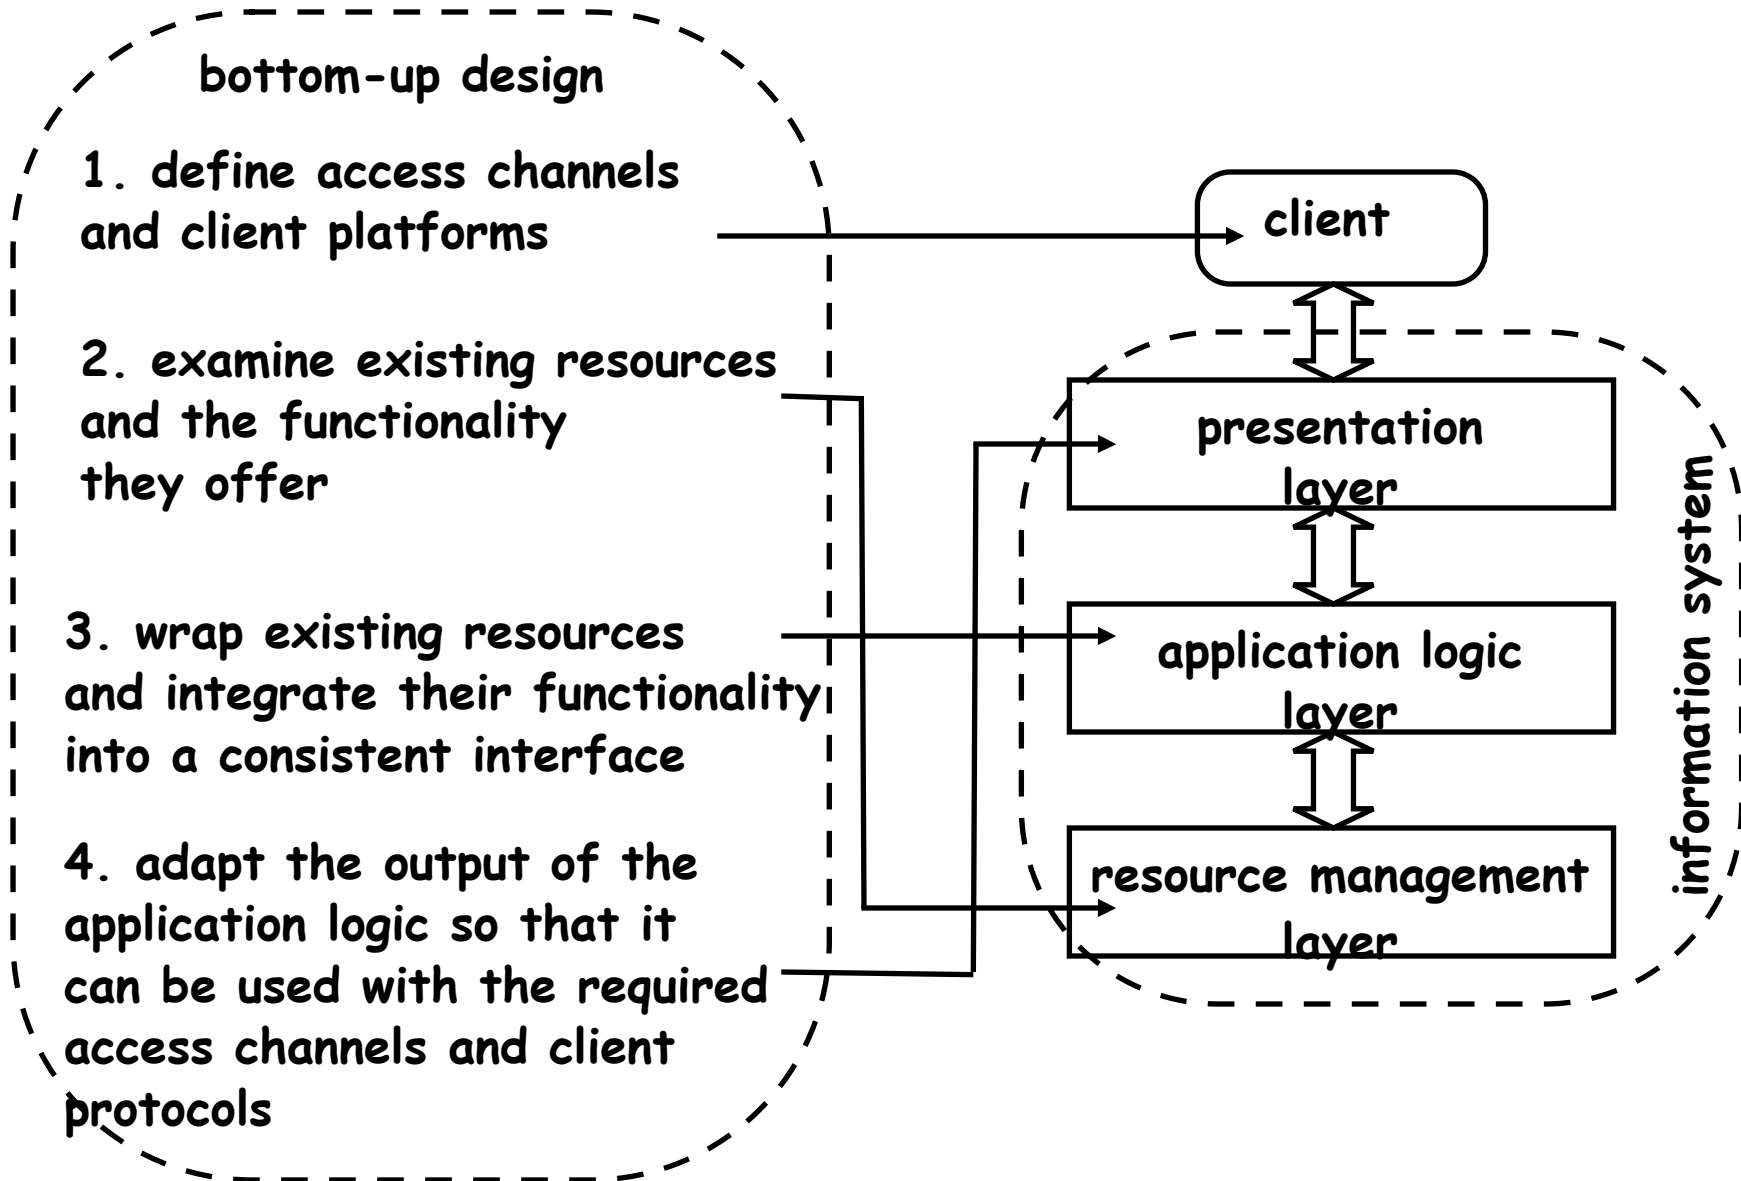 bottom-up design
1. define access channels
and client platforms
2. examine existing resources
and the functionality
they offer
3. wrap existing resources
and integrate their functionality
into a consistent interface
4. adapt the output of the
application logic so that it
can be used with the required
access channels and client
protocols
client
presentation
layer
application logic
layer
resource management
layer
information system